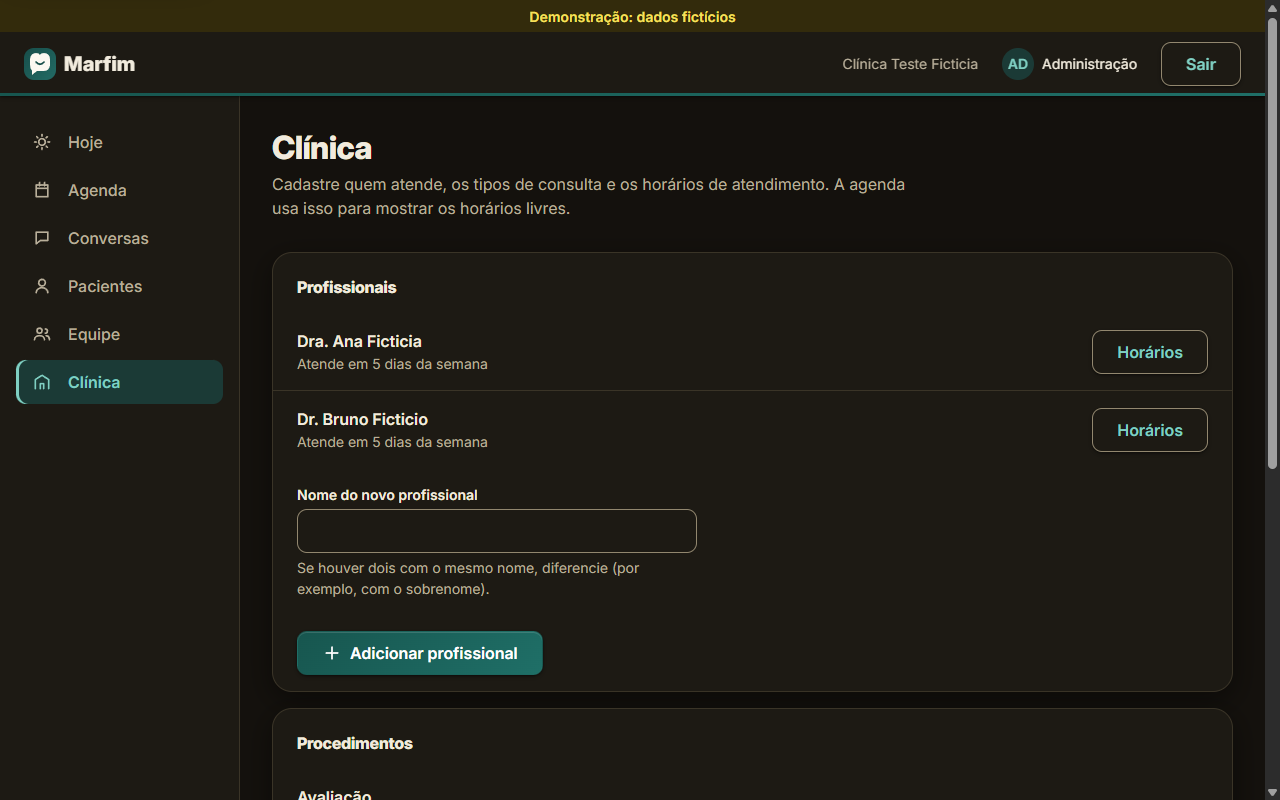 Demonstração: dados fictícios
Marfim
Clínica Teste Ficticia
AD
Administração
Sair
Hoje
Agenda
Conversas
Pacientes
Equipe
Clínica
Clínica
Cadastre quem atende, os tipos de consulta e os horários de atendimento. A agenda
usa isso para mostrar os horários livres.
Profissionais
Dra. Ana Ficticia
Atende em 5 dias da semana
Horários
Dr. Bruno Ficticio
Atende em 5 dias da semana
Horários
Nome do novo profissional
Se houver dois com o mesmo nome, diferencie (por
exemplo, com o sobrenome).
Adicionar profissional
Procedimentos
Avaliação